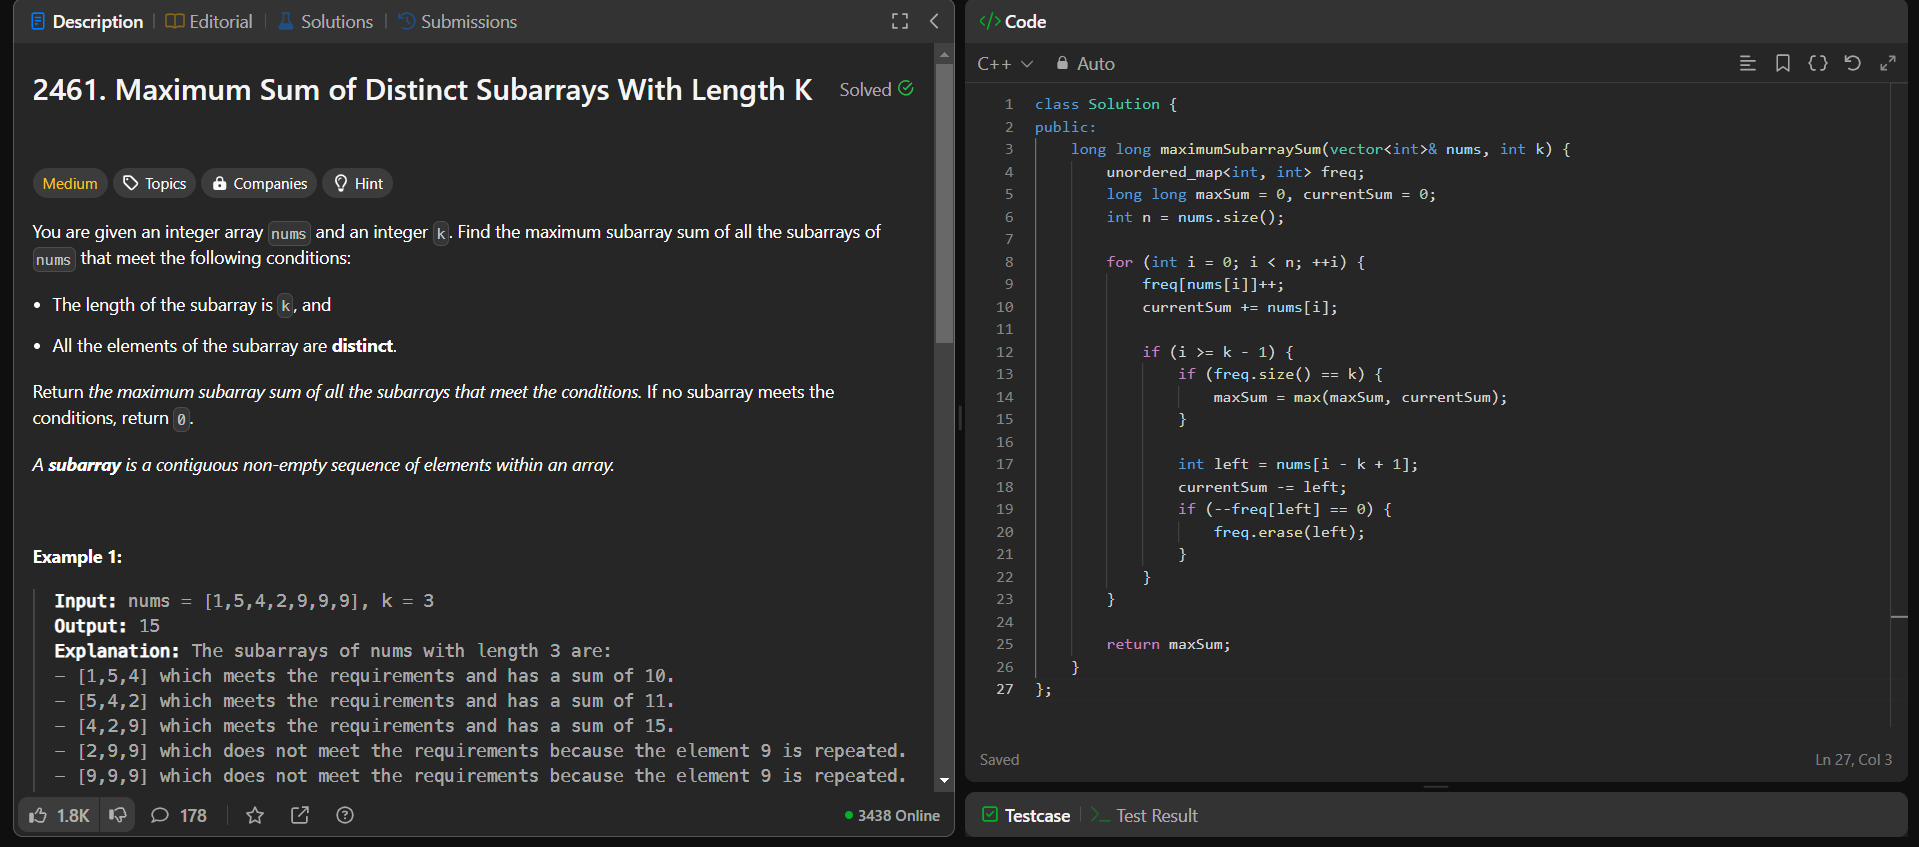 Description
Editorial
Solutions
Submissions
2461. Maximum Sum of Distinct Subarrays With Length K
Solved
Medium
Topics
Companies
Hint
You are given an integer array nums and an integer k. Find the maximum subarray sum of all the subarrays of
nums that meet the following conditions:
• The length of the subarray is k, and
• All the elements of the subarray are distinct.
Return the maximum subarray sum of all the subarrays that meet the conditions. If no subarray meets the
conditions, return 0.
A subarray is a contiguous non-empty sequence of elements within an array.
Example 1:
Input: nums = [1,5,4,2,9,9,9], k = 3
Output: 15
Explanation: The subarrays of nums with length 3 are:
- [1,5,4] which meets the requirements and has a sum of 10.
- [5,4,2] which meets the requirements and has a sum of 11.
- [4,2,9] which meets the requirements and has a sum of 15.
- [2,9,9] which does not meet the requirements because the element 9 is repeated.
- [9,9,9] which does not meet the requirements because the element 9 is repeated.
1.8K
178
3438 Online
</> Code
C++
Auto
1 class Solution {
2 public:
3     long long maximumSubarraySum(vector<int>& nums, int k) {
4         unordered_map<int, int> freq;
5         long long maxSum = 0, currentSum = 0;
6         int n = nums.size();
7
8         for (int i = 0; i < n; ++i) {
9             freq[nums[i]]++;
10             currentSum += nums[i];
11
12             if (i >= k - 1) {
13                 if (freq.size() == k) {
14                     maxSum = max(maxSum, currentSum);
15                 }
16
17                 int left = nums[i - k + 1];
18                 currentSum -= left;
19                 if (--freq[left] == 0) {
20                     freq.erase(left);
21                 }
22             }
23         }
24
25         return maxSum;
26     }
27 };
Saved
Ln 27, Col 3
Testcase
Test Result